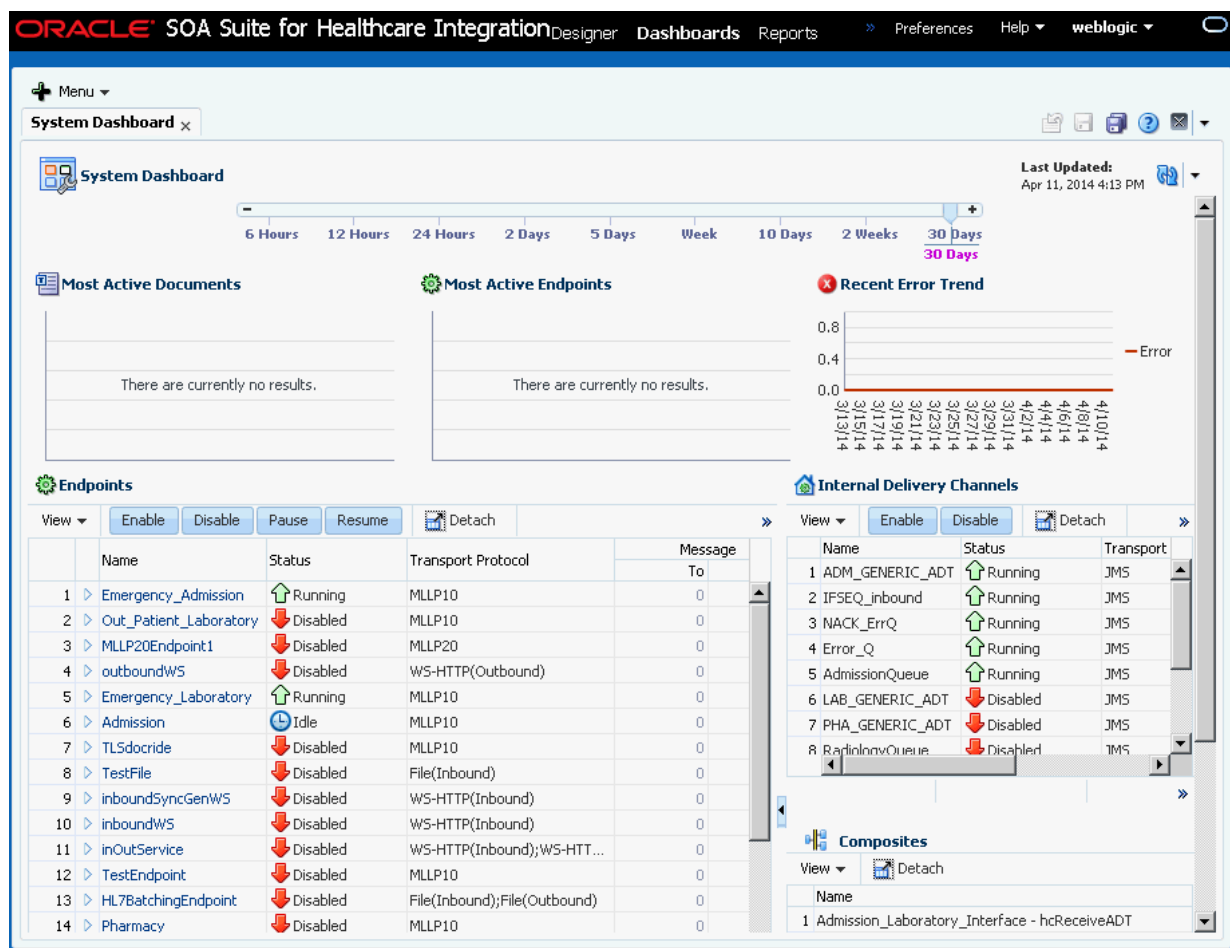 ORACLE SOA Suite for Healthcare Integration Designer Dashboards Reports » Preferences Help weblogic
Menu
System Dashboard x
System Dashboard
Last Updated:
Apr 11, 2014 4:13 PM
6 Hours 12 Hours 24 Hours 2 Days 5 Days Week 10 Days 2 Weeks 30 Days
30 Days
Most Active Documents
There are currently no results.
Most Active Endpoints
There are currently no results.
Recent Error Trend
0.8
0.4
0.0
Error
3/13/14 3/15/14 3/17/14 3/19/14 3/21/14 3/23/14 3/25/14 3/27/14 3/29/14 3/31/14 4/2/14 4/4/14 4/6/14 4/8/14 4/10/14
Endpoints
View Enable Disable Pause Resume Detach »
Name Status Transport Protocol Message
To
1 Emergency_Admission Running MLLP10 0
2 Out_Patient_Laboratory Disabled MLLP10 0
3 MLLP20Endpoint1 Disabled MLLP20 0
4 outboundWS Disabled WS-HTTP(Outbound) 0
5 Emergency_Laboratory Running MLLP10 0
6 Admission Idle MLLP10 0
7 TLSdocride Disabled MLLP10 0
8 TestFile Disabled File(Inbound) 0
9 inboundSyncGenWS Disabled WS-HTTP(Inbound) 0
10 inboundWS Disabled WS-HTTP(Inbound) 0
11 inOutService Disabled WS-HTTP(Inbound);WS-HTT... 0
12 TestEndpoint Disabled MLLP10 0
13 HL7BatchingEndpoint Disabled File(Inbound);File(Outbound) 0
14 Pharmacy Disabled MLLP10 0
Internal Delivery Channels
View Enable Disable Detach »
Name Status Transport
1 ADM_GENERIC_ADT Running JMS
2 IFSEQ_inbound Running JMS
3 NACK_ErrQ Running JMS
4 Error_Q Running JMS
5 AdmissionQueue Running JMS
6 LAB_GENERIC_ADT Disabled JMS
7 PHA_GENERIC_ADT Disabled JMS
8 RadiologyQueue Disabled JMS
»
Composites
View Detach
Name
1 Admission_Laboratory_Interface - hcReceiveADT